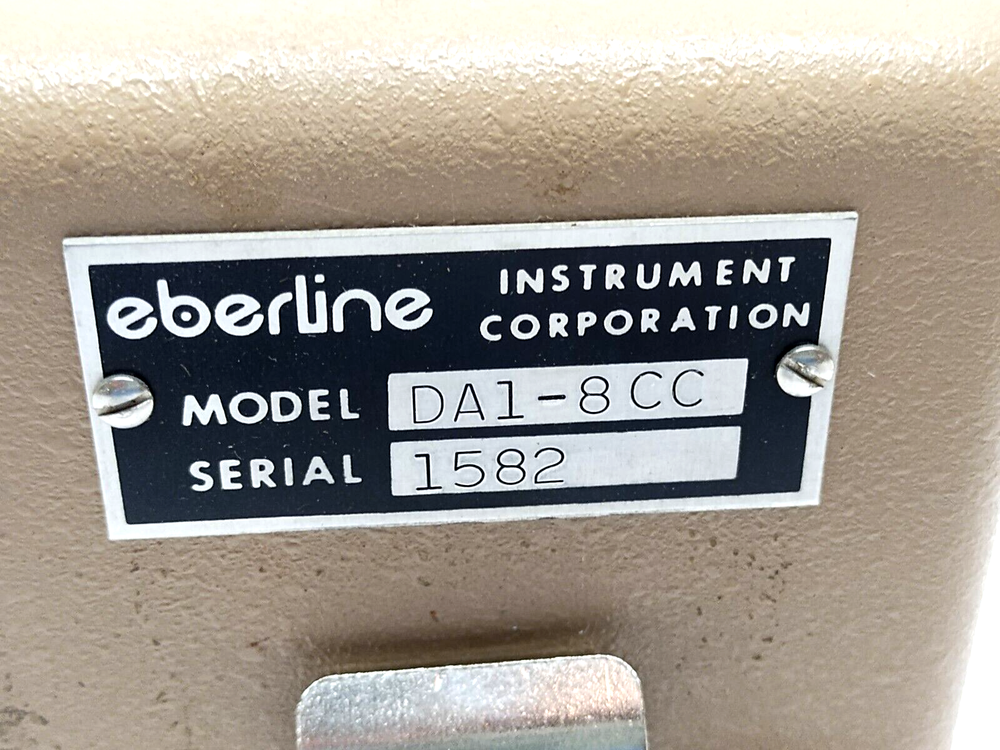 eberline INSTRUMENT
CORPORATION
MODEL DA1-8CC
SERIAL 1582